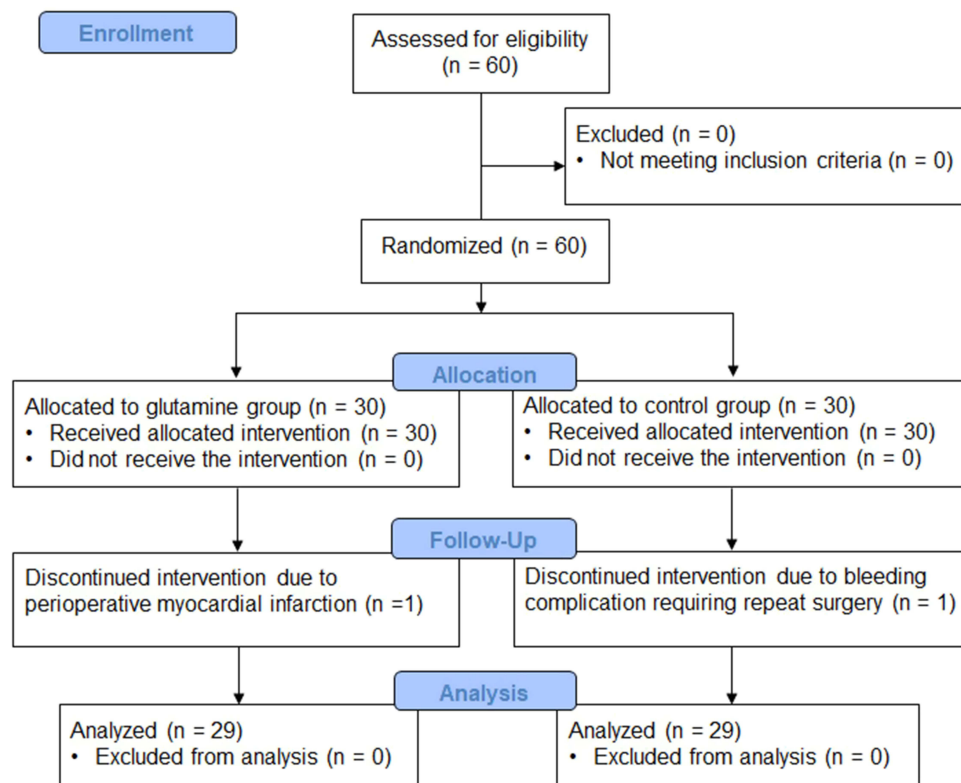 Enrollment
Assessed for eligibility
(n = 60)
Excluded (n = 0)
• Not meeting inclusion criteria (n = 0)
Randomized (n = 60)
Allocation
Allocated to glutamine group (n = 30)
• Received allocated intervention (n = 30)
• Did not receive the intervention (n = 0)
Allocated to control group (n = 30)
• Received allocated intervention (n = 30)
• Did not receive the intervention (n = 0)
Follow-Up
Discontinued intervention due to
perioperative myocardial infarction (n =1)
Discontinued intervention due to bleeding
complication requiring repeat surgery (n = 1)
Analysis
Analyzed (n = 29)
• Excluded from analysis (n = 0)
Analyzed (n = 29)
• Excluded from analysis (n = 0)